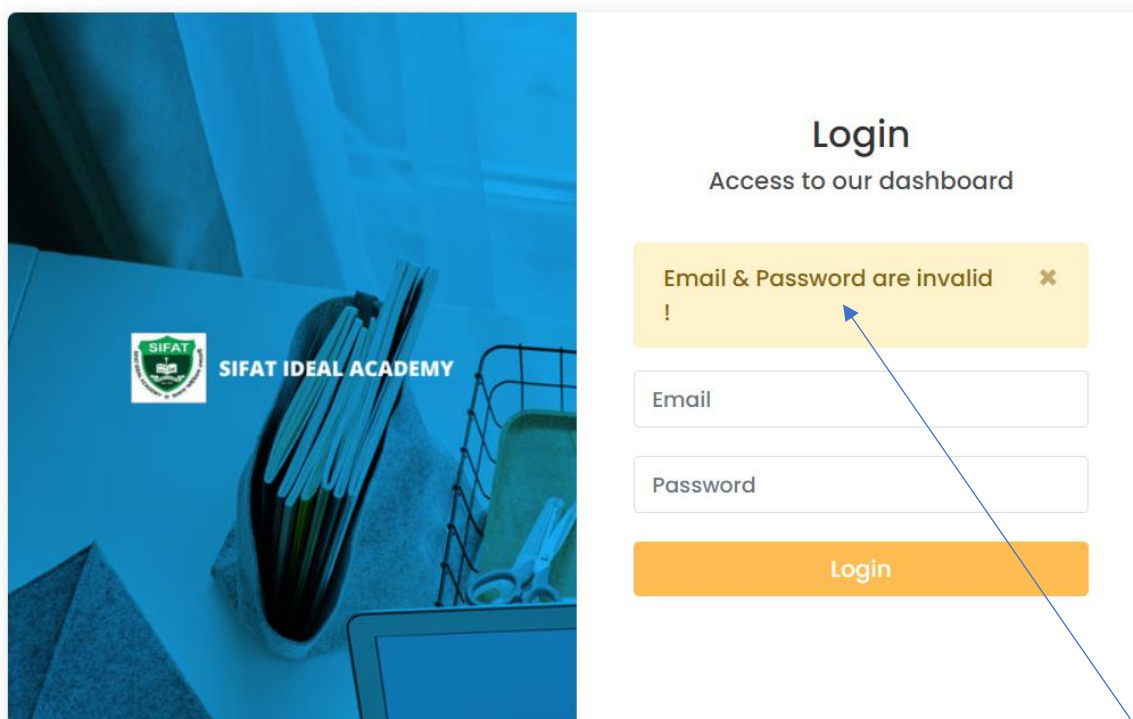 SIFAT
SIFAT IDEAL ACADEMY
Login
Access to our dashboard
Email & Password are invalid ✖
!
Email
Password
Login